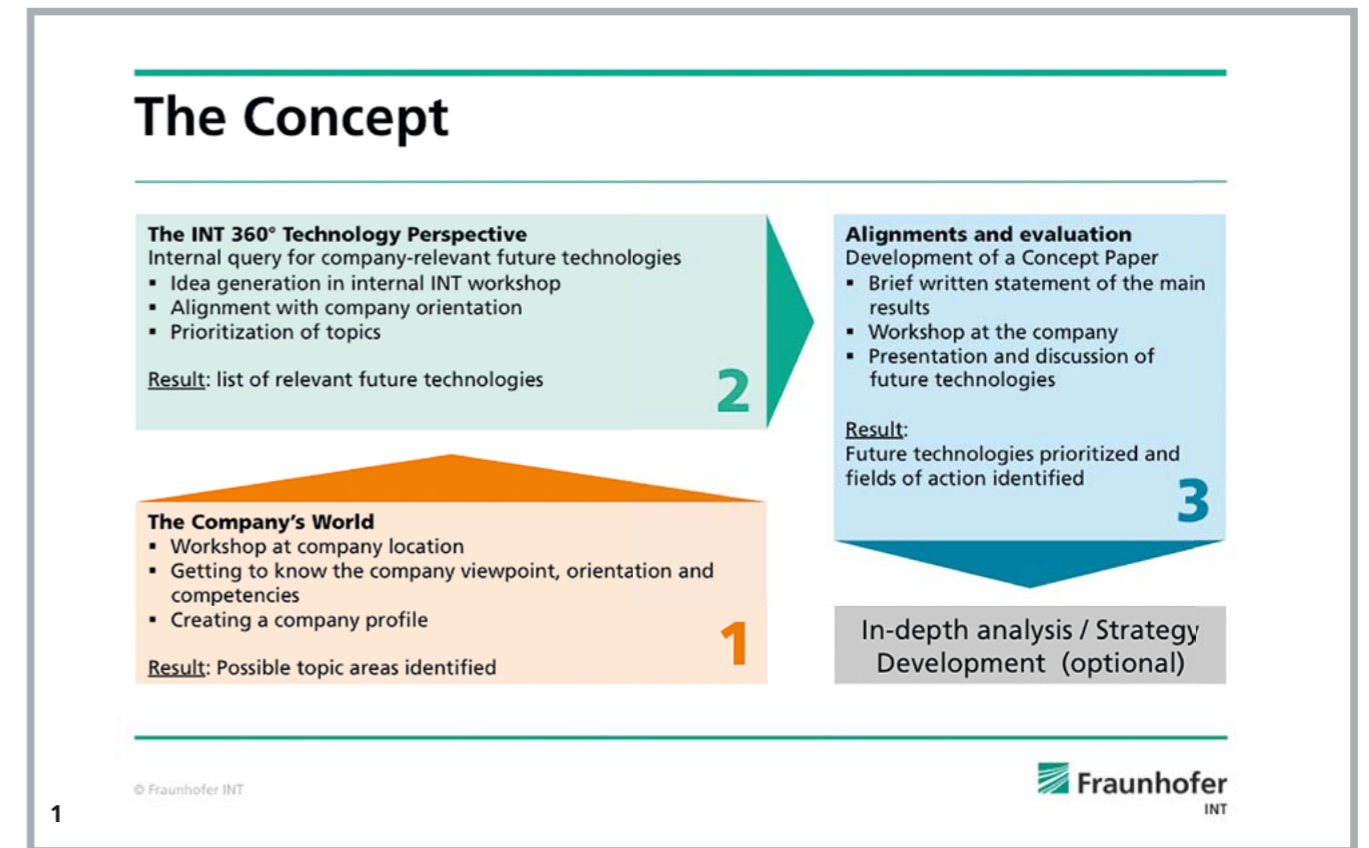 The Concept
The INT 360° Technology Perspective
Internal query for company-relevant future technologies
▪ Idea generation in internal INT workshop
▪ Alignment with company orientation
▪ Prioritization of topics
Result: list of relevant future technologies
2
The Company's World
▪ Workshop at company location
▪ Getting to know the company viewpoint, orientation and
competencies
▪ Creating a company profile
Result: Possible topic areas identified
1
Alignments and evaluation
Development of a Concept Paper
▪ Brief written statement of the main
results
▪ Workshop at the company
▪ Presentation and discussion of
future technologies
Result:
Future technologies prioritized and
fields of action identified
3
In-depth analysis / Strategy
Development (optional)
© Fraunhofer INT
Fraunhofer
INT
1